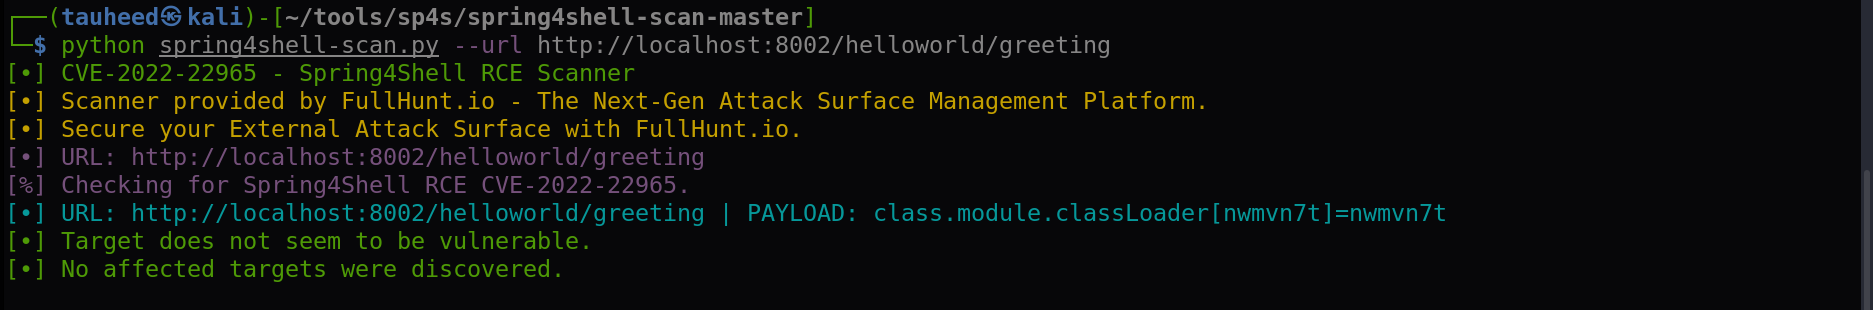 (tauheed㉿kali)-[~/tools/sp4s/spring4shell-scan-master]
$ python spring4shell-scan.py --url http://localhost:8002/helloworld/greeting
[•] CVE-2022-22965 - Spring4Shell RCE Scanner
[•] Scanner provided by FullHunt.io - The Next-Gen Attack Surface Management Platform.
[•] Secure your External Attack Surface with FullHunt.io.
[•] URL: http://localhost:8002/helloworld/greeting
[%] Checking for Spring4Shell RCE CVE-2022-22965.
[•] URL: http://localhost:8002/helloworld/greeting | PAYLOAD: class.module.classLoader[nwmvn7t]=nwmvn7t
[•] Target does not seem to be vulnerable.
[•] No affected targets were discovered.